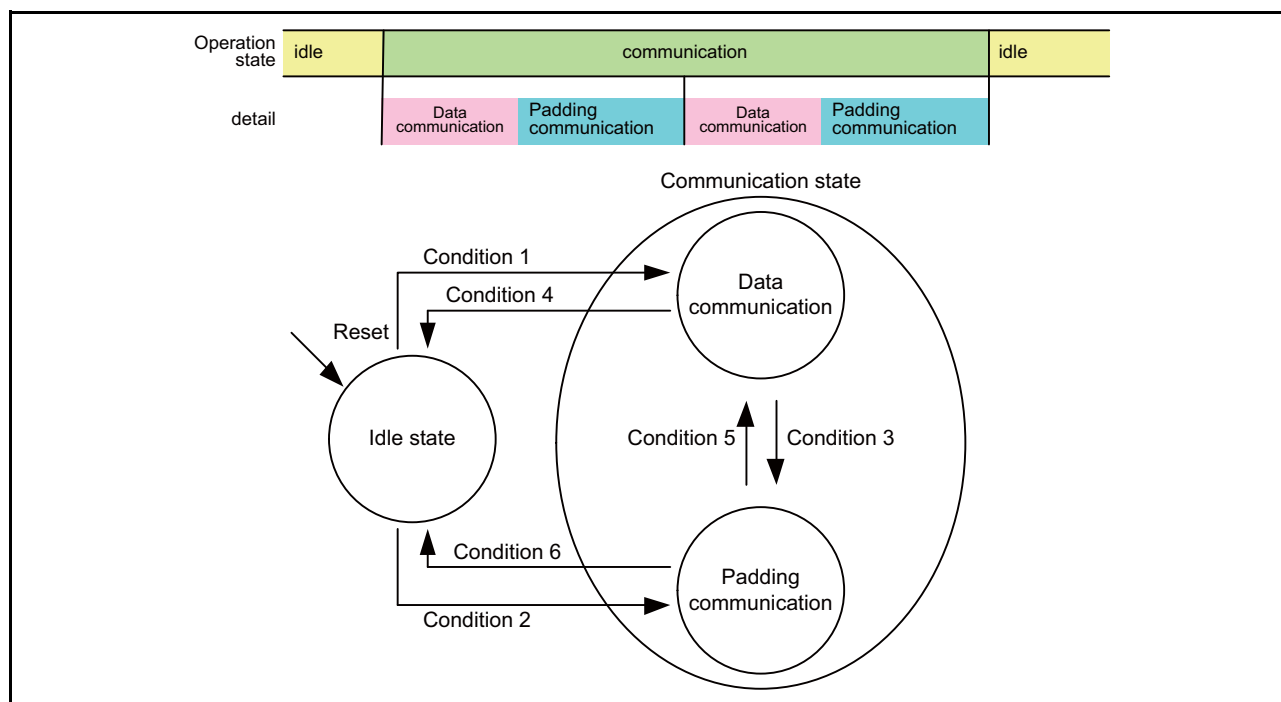 Operation
state
idle
communication
idle
detail
Data
communication
Padding
communication
Data
communication
Padding
communication
Communication state
Condition 1
Condition 4
Data
communication
Reset
Idle state
Condition 5
Condition 3
Condition 6
Padding
communication
Condition 2